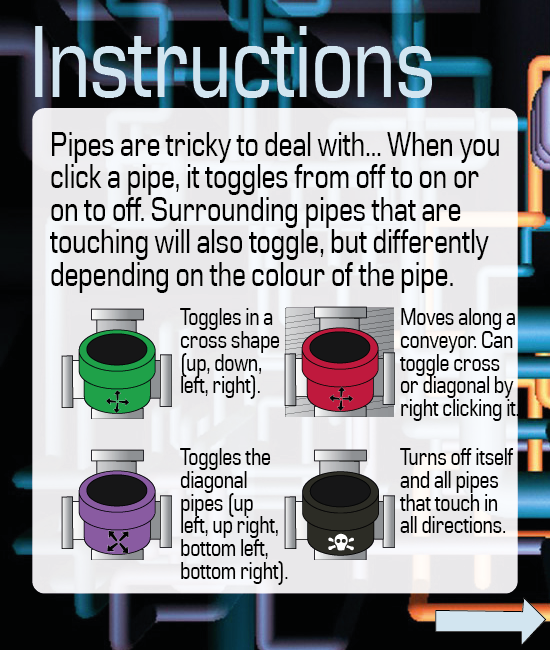 Instructions
Pipes are tricky to deal with... When you
click a pipe, it toggles from off to on or
on to off. Surrounding pipes that are
touching will also toggle, but differently
depending on the colour of the pipe.
Toggles in a
cross shape
(up, down,
left, right).
Moves along a
conveyor. Can
toggle cross
or diagonal by
right clicking it.
Toggles the
diagonal
pipes (up
left, up right,
bottom left,
bottom right).
Turns off itself
and all pipes
that touch in
all directions.